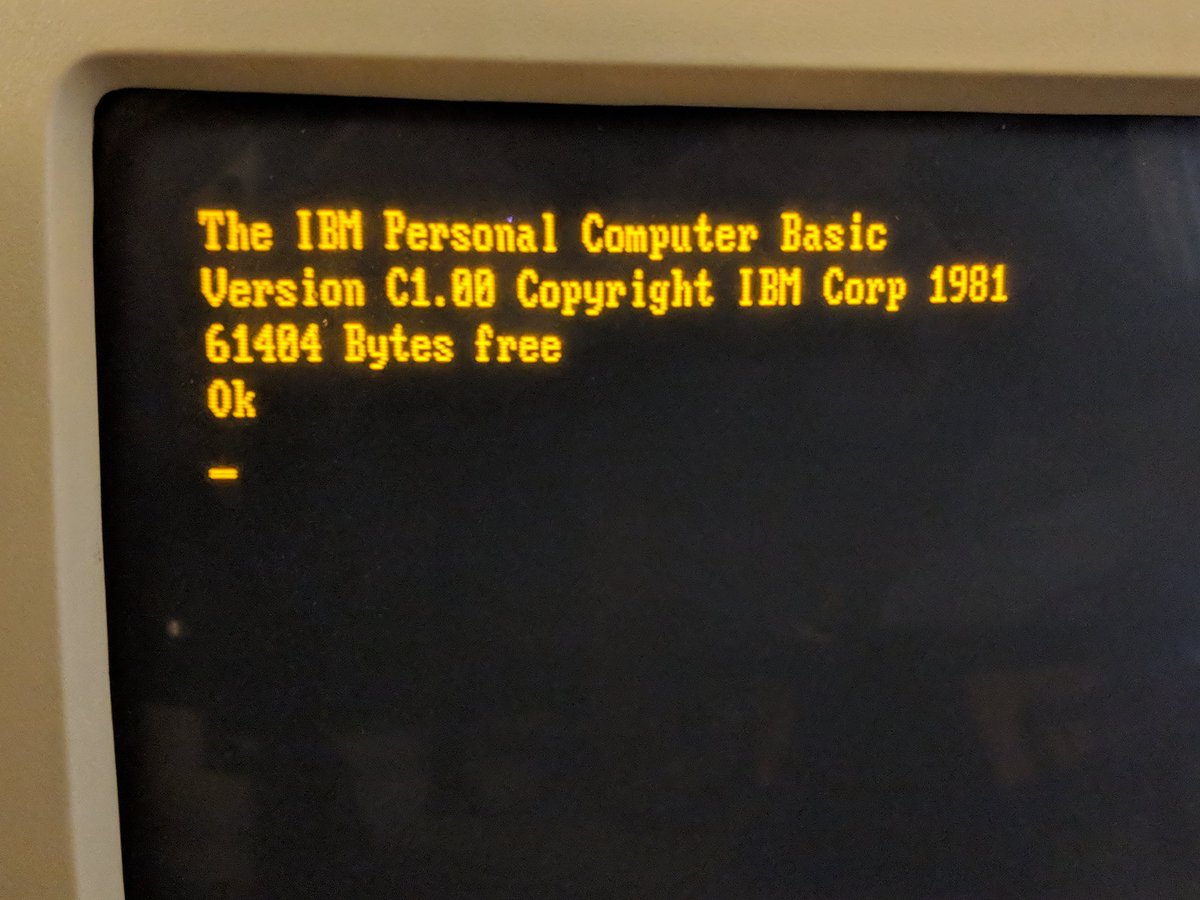 The IBM Personal Computer Basic
Version C1.00 Copyright IBM Corp 1981
61404 Bytes free
Ok